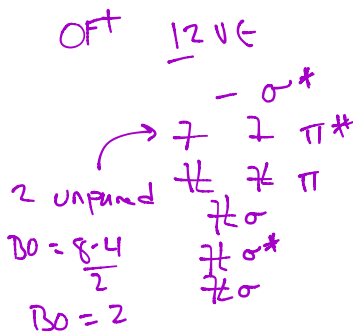 OF+ 12 VE
σ*
π*
π
2 unpaired
σ
BO = 8-4
2
σ*
σ
BO = 2